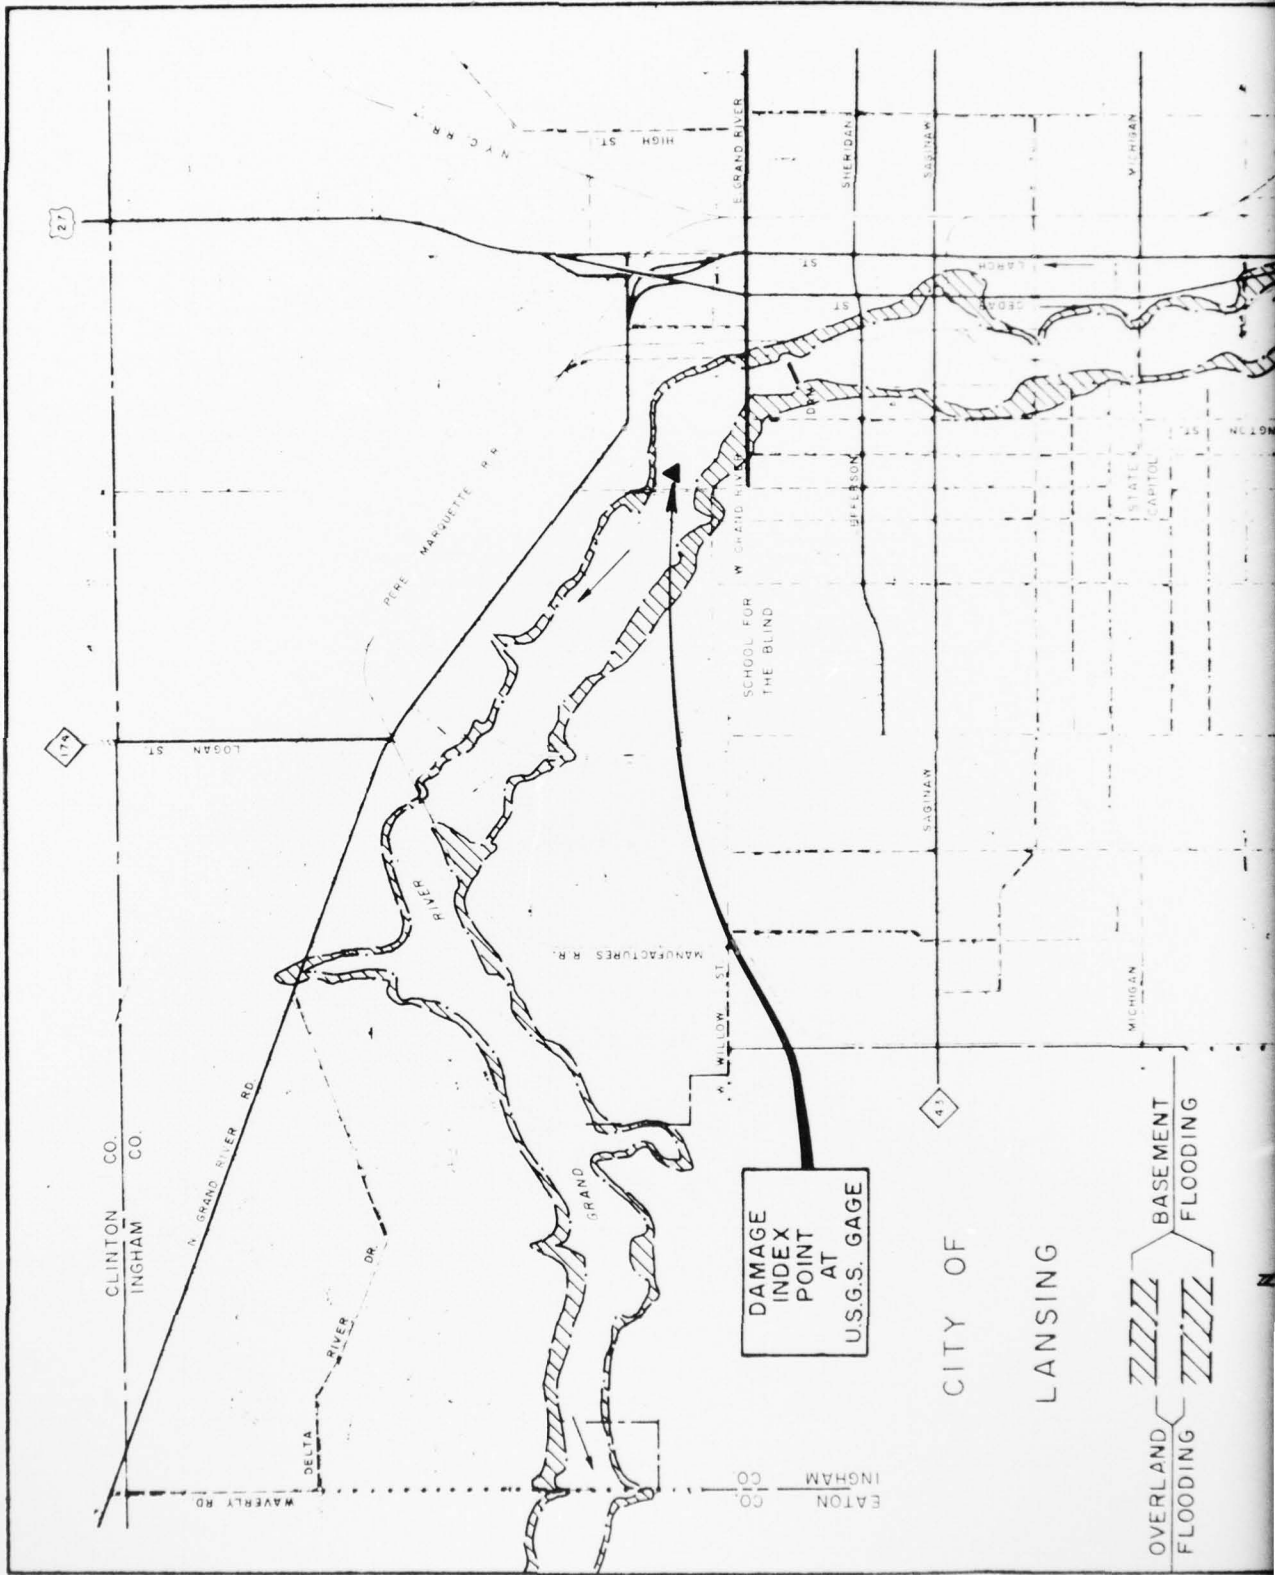 27
174
N.Y.C. R.R.
HIGH ST.
E. GRAND RIVER
SHERIDAN
SAGINAW
MICHIGAN
LARCH
ST.
CEDAR
ST
DAM
PERE MARQUETTE R R
LOGAN ST.
W GRAND RIVER
STATE
CAPITOL
ST.
SCHOOL FOR
THE BLIND
SAGINAW
RIVER
MANUFACTURES R.R.
W WILLOW ST
MICHIGAN
43
CLINTON CO.
INGHAM CO.
N GRAND RIVER RD.
RIVER DR.
DELTA
WAVERLY RD.
GRAND
EATON CO.
INGHAM CO.
DAMAGE
INDEX
POINT
AT
U.S.G.S. GAGE
CITY OF
LANSING
OVERLAND
FLOODING
BASEMENT
FLOODING